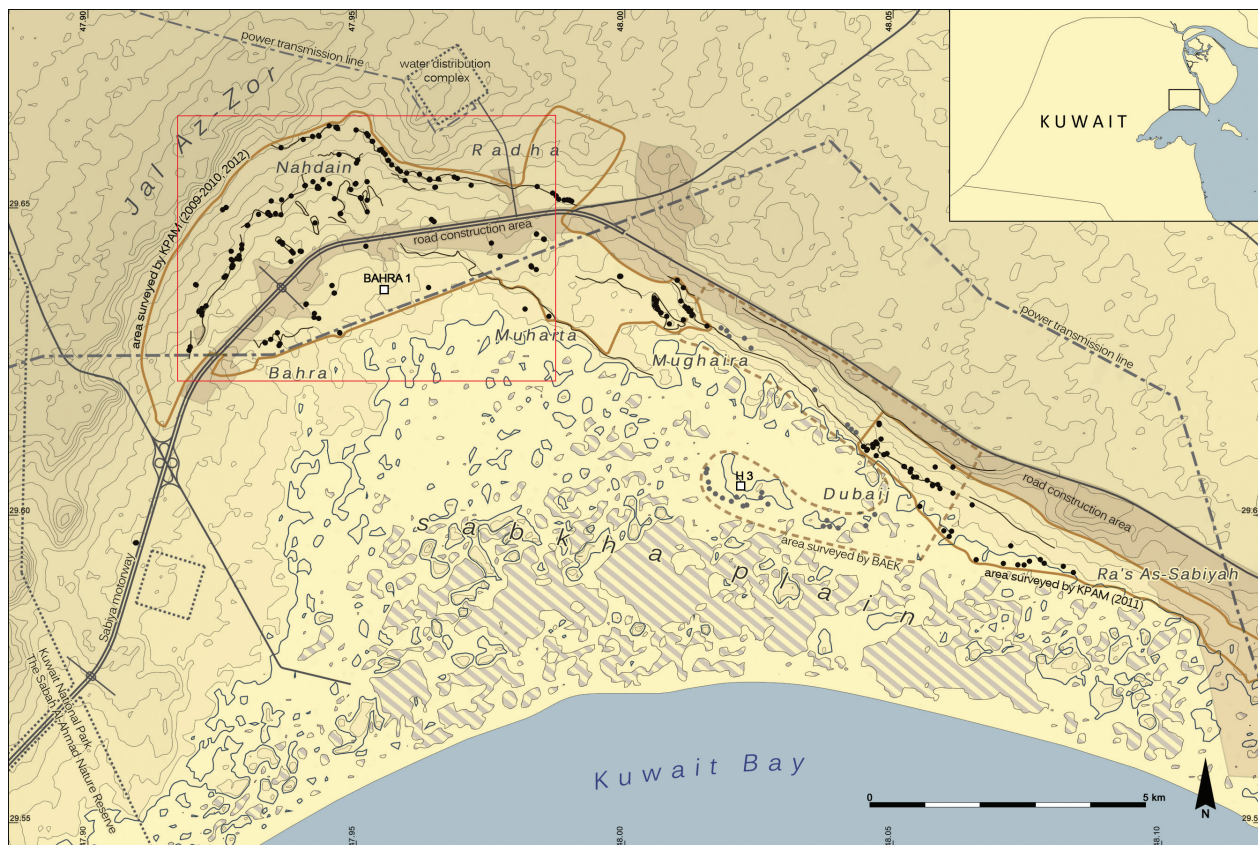 47.90
47.95
48.00
48.05
power transmission line
water distribution
complex
KUWAIT
Jal Az-Zor
Nahdain
Radha
29.65
area surveyed by KPAM (2009-2010, 2012)
road construction area
BAHRA 1
power transmission line
Muharta
Mughaira
Bahra
H 3
Dubaij
29.60
road construction area
sabkha plain
area surveyed by BAEK
Ra's As-Sabiyah
area surveyed by KPAM (2011)
Sabiya motorway
Kuwait National Park
The Sabah Al-Ahmad Nature Reserve
Kuwait Bay
0
5 km
N
29.55
47.90
47.95
48.00
48.05
48.10